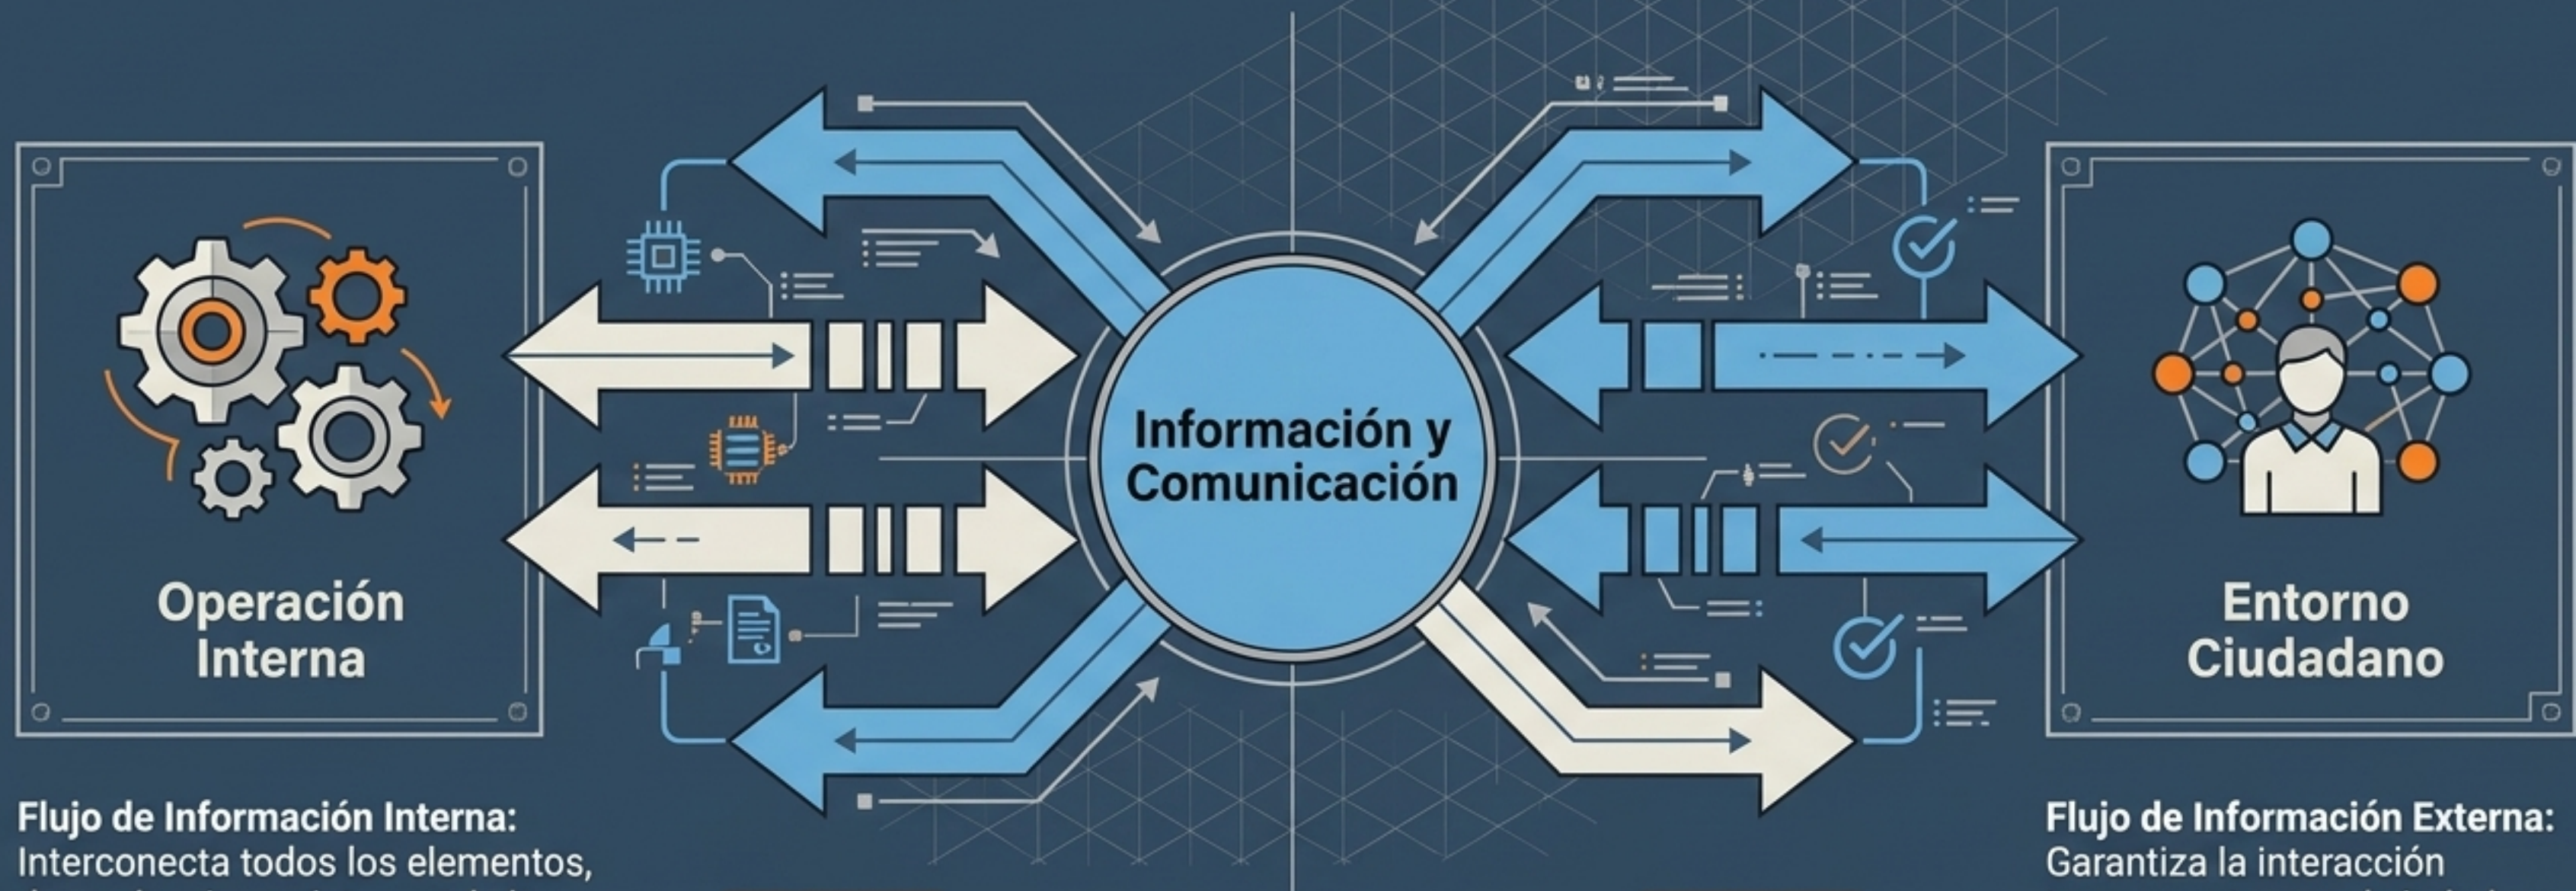 Información y
Comunicación
Operación
Interna
Entorno
Ciudadano
Flujo de Información Interna:
Interconecta todos los elementos,
Flujo de Información Externa:
Garantiza la interacción